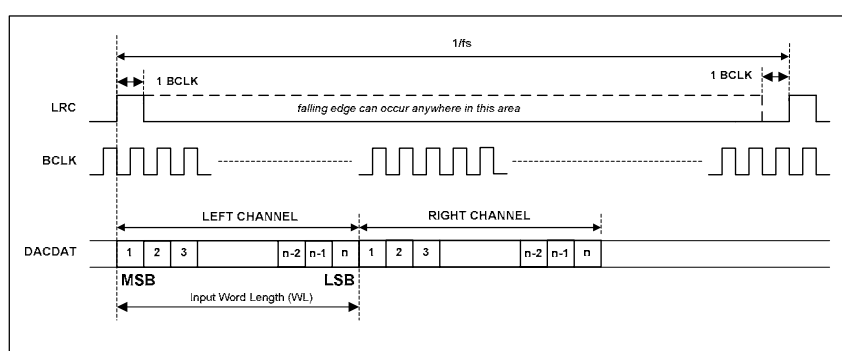 1/fs
1 BCLK
1 BCLK
LRC
falling edge can occur anywhere in this area
BCLK
LEFT CHANNEL
RIGHT CHANNEL
DACDAT
1 2 3 n-2 n-1 n 1 2 3 n-2 n-1 n
MSB
LSB
Input Word Length (WL)